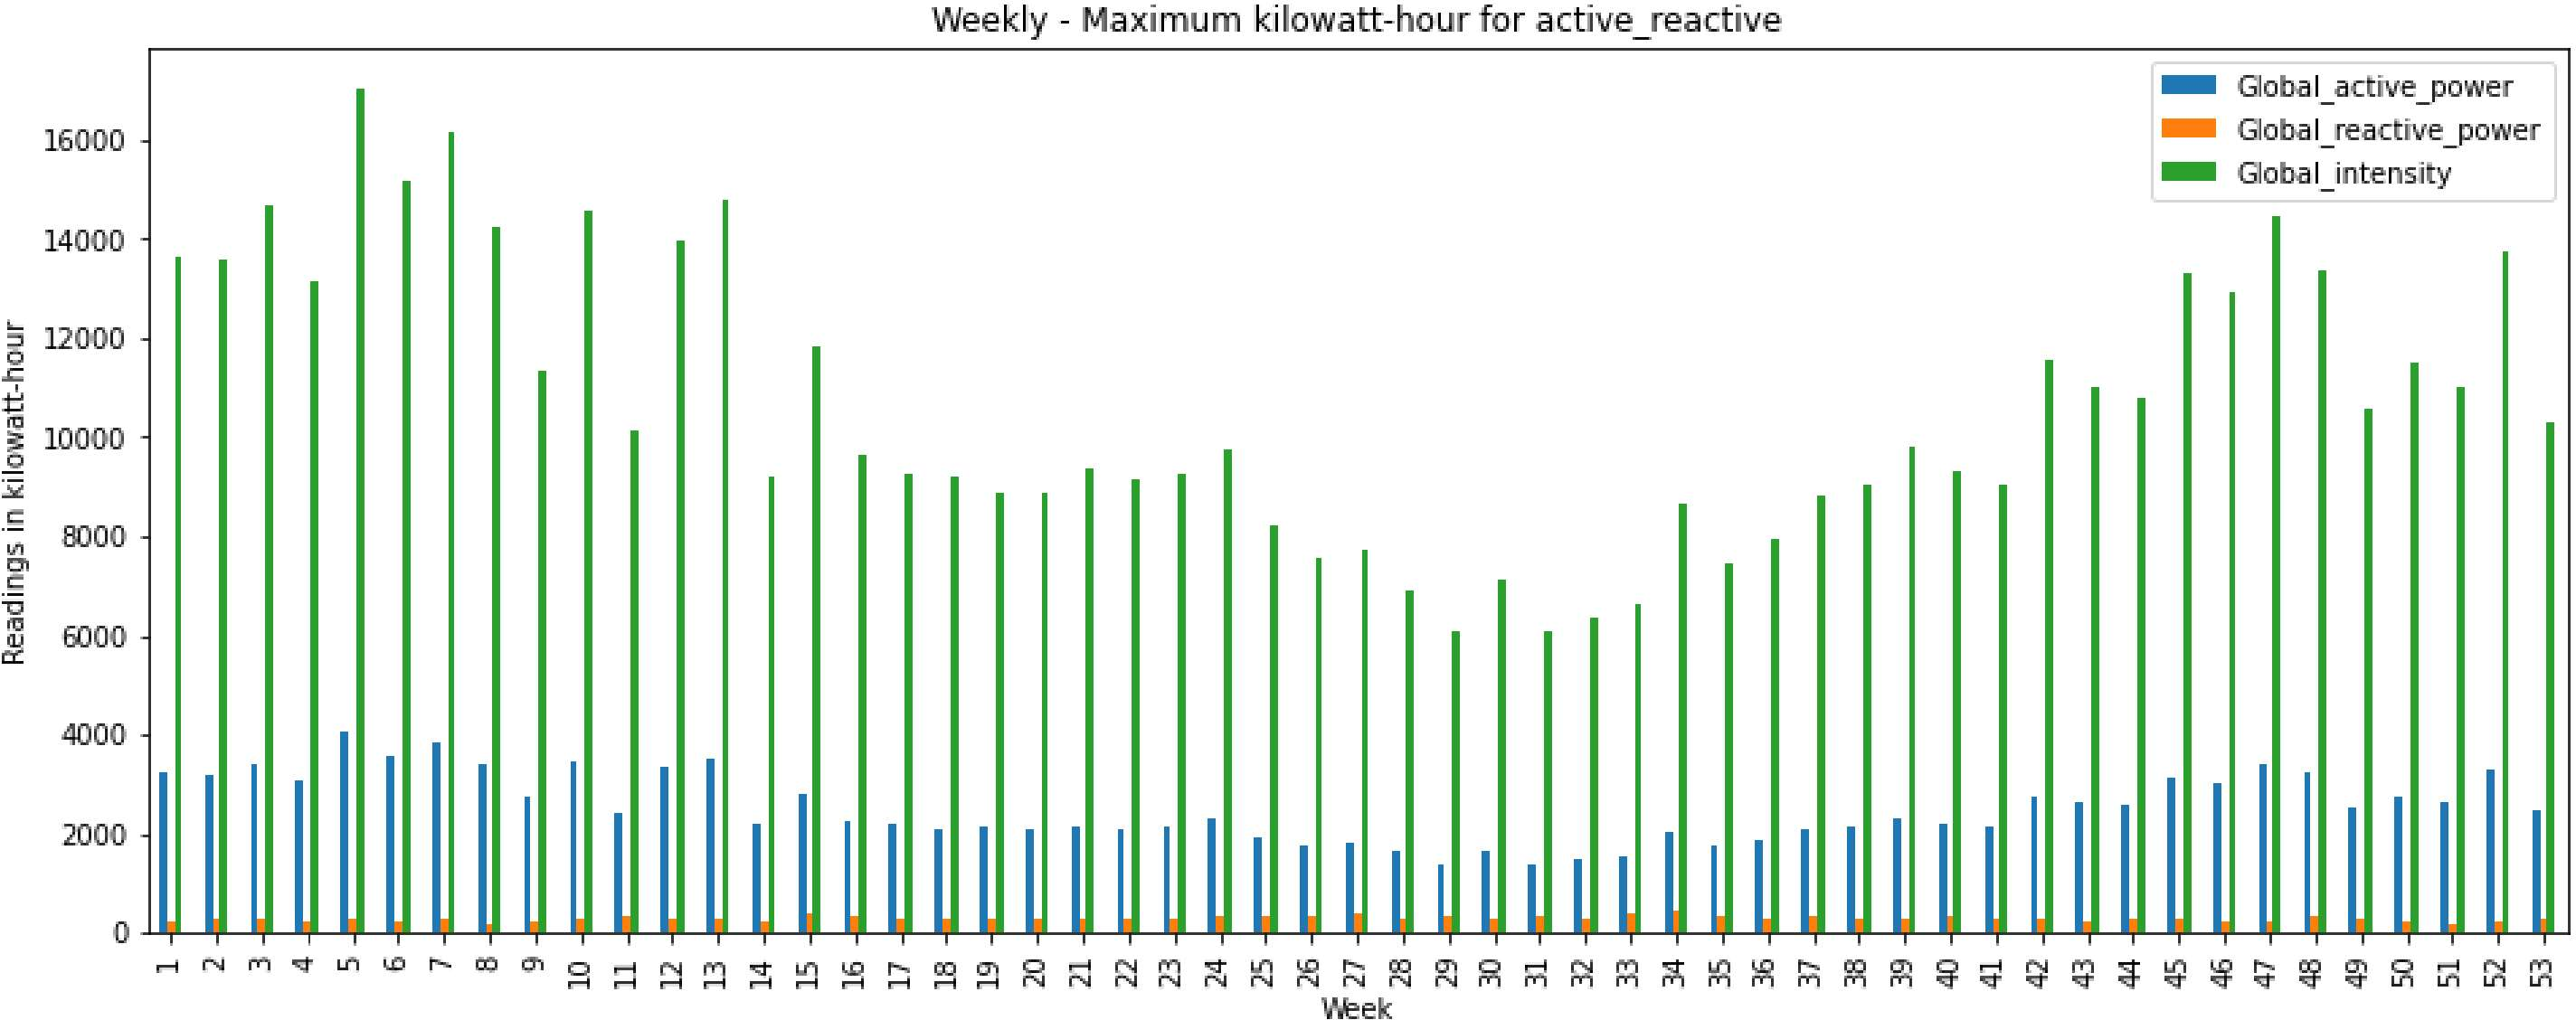 Weekly - Maximum kilowatt-hour for active_reactive
Global_active_power
Global_reactive_power
Global_intensity
Readings in kilowatt-hour
16000
14000
12000
10000
8000
6000
4000
2000
0
1 2 3 4 5 6 7 8 9 10 11 12 13 14 15 16 17 18 19 20 21 22 23 24 25 26 27 28 29 30 31 32 33 34 35 36 37 38 39 40 41 42 43 44 45 46 47 48 49 50 51 52 53
Week